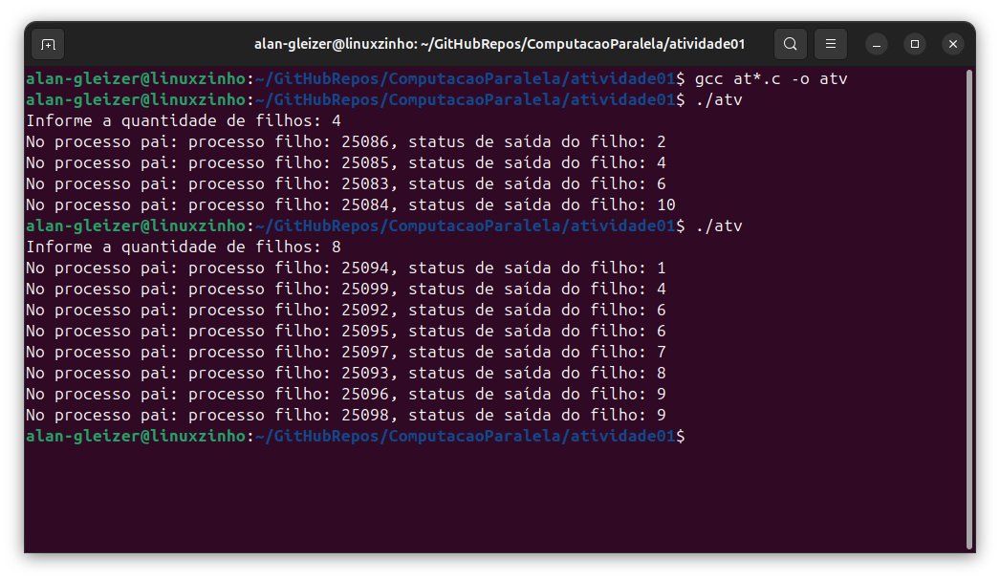 alan-gleizer@linuxzinho: ~/GitHubRepos/ComputacaoParalela/atividade01
alan-gleizer@linuxzinho:~/GitHubRepos/ComputacaoParalela/atividade01$ gcc at*.c -o atv
alan-gleizer@linuxzinho:~/GitHubRepos/ComputacaoParalela/atividade01$ ./atv
Informe a quantidade de filhos: 4
No processo pai: processo filho: 25086, status de saída do filho: 2
No processo pai: processo filho: 25085, status de saída do filho: 4
No processo pai: processo filho: 25083, status de saída do filho: 6
No processo pai: processo filho: 25084, status de saída do filho: 10
alan-gleizer@linuxzinho:~/GitHubRepos/ComputacaoParalela/atividade01$ ./atv
Informe a quantidade de filhos: 8
No processo pai: processo filho: 25094, status de saída do filho: 1
No processo pai: processo filho: 25099, status de saída do filho: 4
No processo pai: processo filho: 25092, status de saída do filho: 6
No processo pai: processo filho: 25095, status de saída do filho: 6
No processo pai: processo filho: 25097, status de saída do filho: 7
No processo pai: processo filho: 25093, status de saída do filho: 8
No processo pai: processo filho: 25096, status de saída do filho: 9
No processo pai: processo filho: 25098, status de saída do filho: 9
alan-gleizer@linuxzinho:~/GitHubRepos/ComputacaoParalela/atividade01$